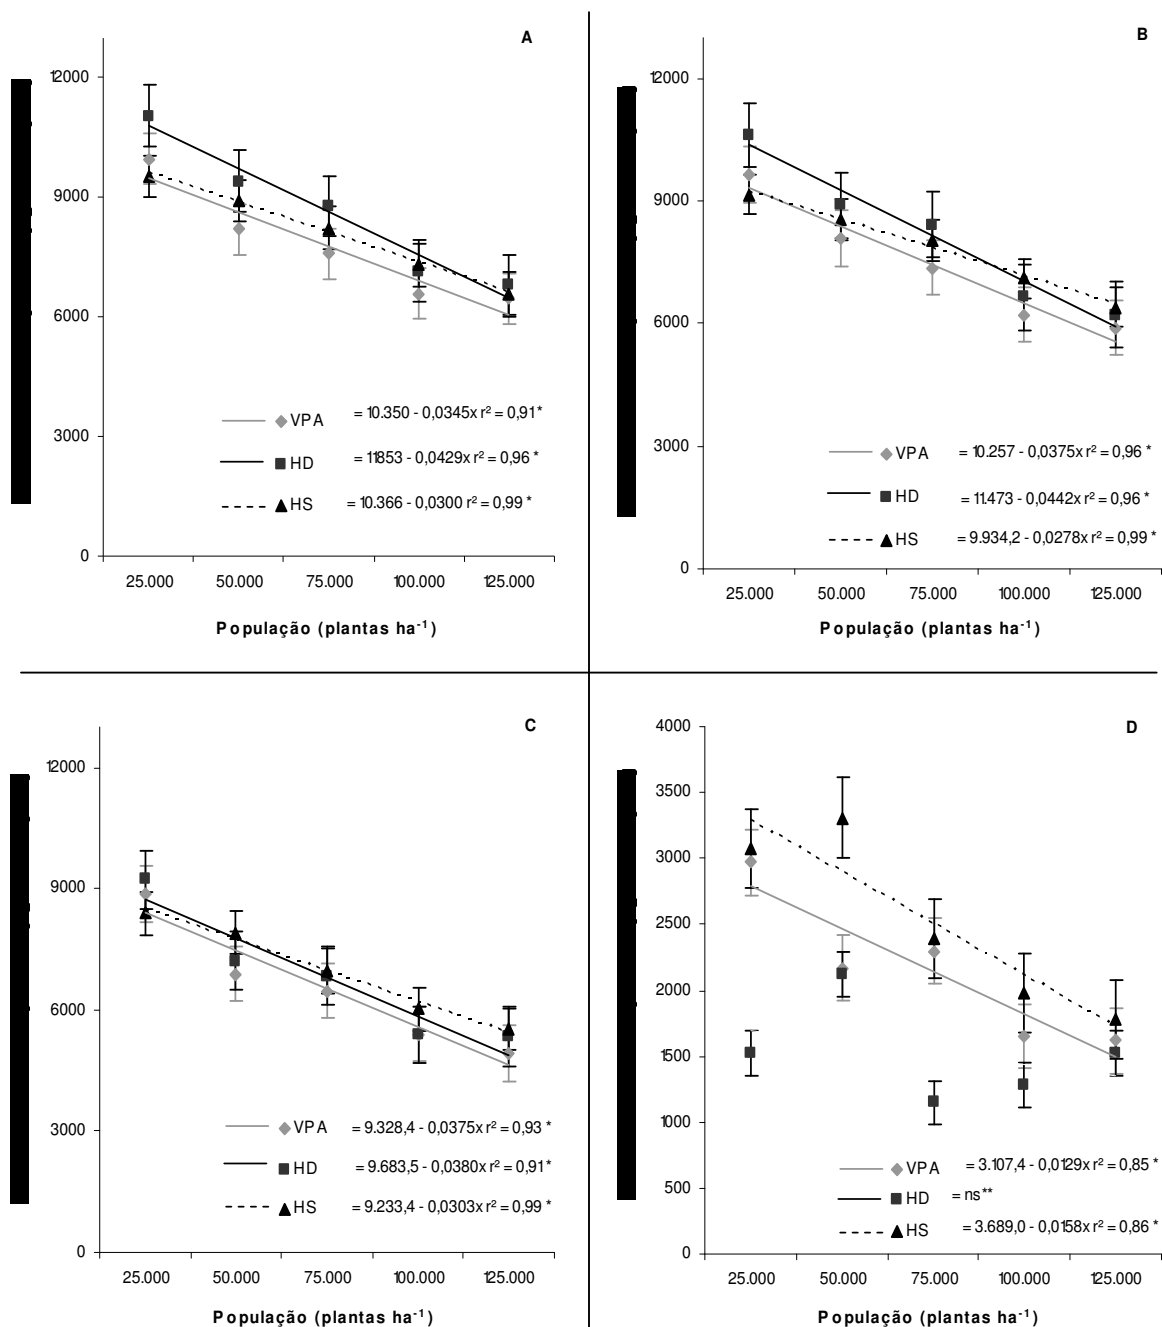 A
12000
9000
6000
3000
0
VPA = 10.350 - 0,0345x r² = 0,91 *
HD = 11853 - 0,0429x r² = 0,96 *
HS = 10.366 - 0,0300 r² = 0,99 *
25.000 50.000 75.000 100.000 125.000
População (plantas ha⁻¹)
B
12000
9000
6000
3000
0
VPA = 10.257 - 0,0375x r² = 0,96 *
HD = 11.473 - 0,0442x r² = 0,96 *
HS = 9.934,2 - 0,0278x r² = 0,99 *
25.000 50.000 75.000 100.000 125.000
População (plantas ha⁻¹)
C
12000
9000
6000
3000
0
VPA = 9.328,4 - 0,0375x r² = 0,93 *
HD = 9.683,5 - 0,0380x r² = 0,91 *
HS = 9.233,4 - 0,0303x r² = 0,99 *
25.000 50.000 75.000 100.000 125.000
População (plantas ha⁻¹)
D
4000
3500
3000
2500
2000
1500
1000
500
0
VPA = 3.107,4 - 0,0129x r² = 0,85 *
HD = ns**
HS = 3.689,0 - 0,0158x r² = 0,86 *
25.000 50.000 75.000 100.000 125.000
População (plantas ha⁻¹)